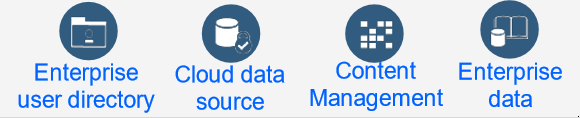 Enterprise
user directory
Cloud data
source
Content
Management
Enterprise
data